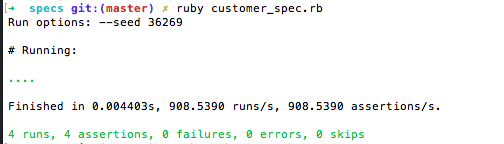 [➜  specs git:(master) ✗ ruby customer_spec.rb
Run options: --seed 36269
# Running:
....
Finished in 0.004403s, 908.5390 runs/s, 908.5390 assertions/s.
4 runs, 4 assertions, 0 failures, 0 errors, 0 skips